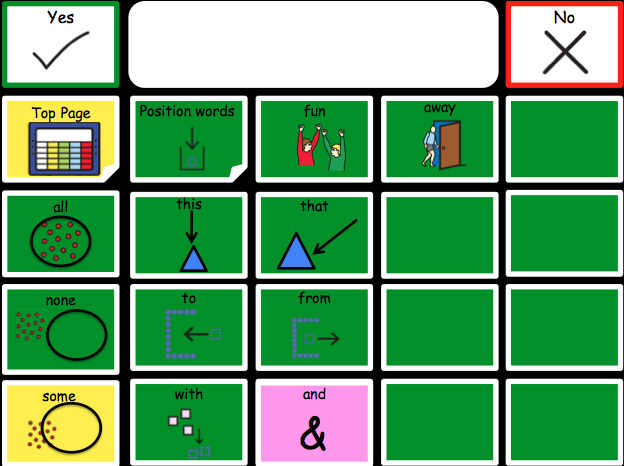 Yes
No
Top Page
Position words
fun
away
all
this
that
none
to
from
some
with
and
&